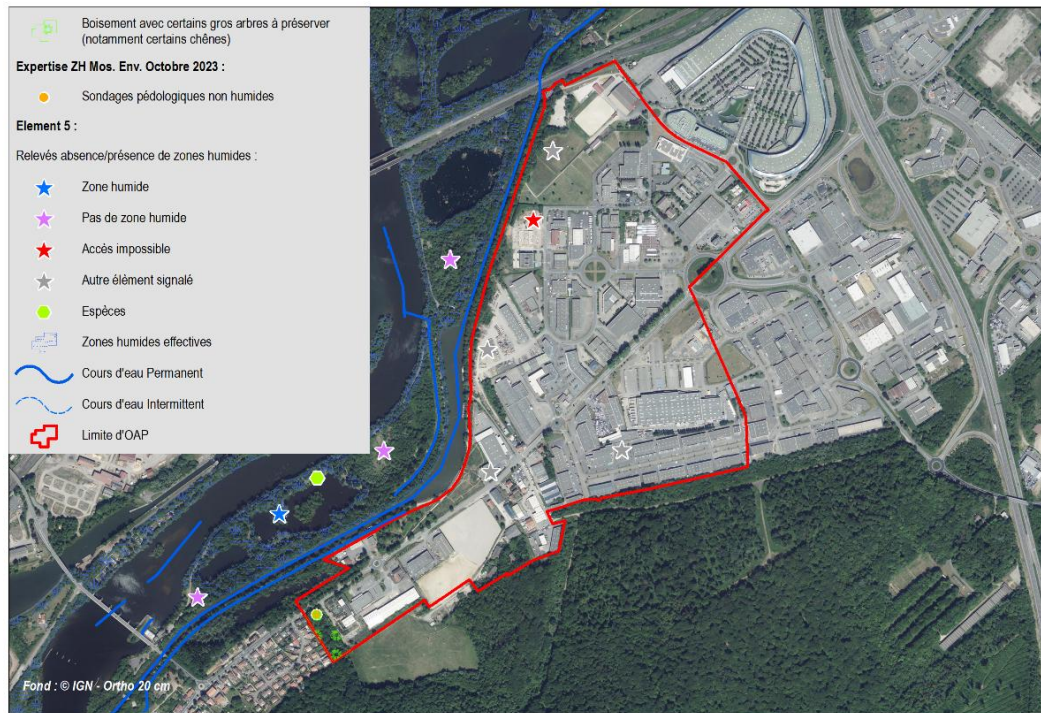 Boisement avec certains gros arbres à préserver
(notamment certains chênes)
Expertise ZH Mos. Env. Octobre 2023 :
Sondages pédologiques non humides
Element 5 :
Relevés absence/présence de zones humides :
Zone humide
Pas de zone humide
Accès impossible
Autre élément signalé
Espèces
Zones humides effectives
Cours d'eau Permanent
Cours d'eau Intermittent
Limite d'OAP
Fond : © IGN - Ortho 20 cm